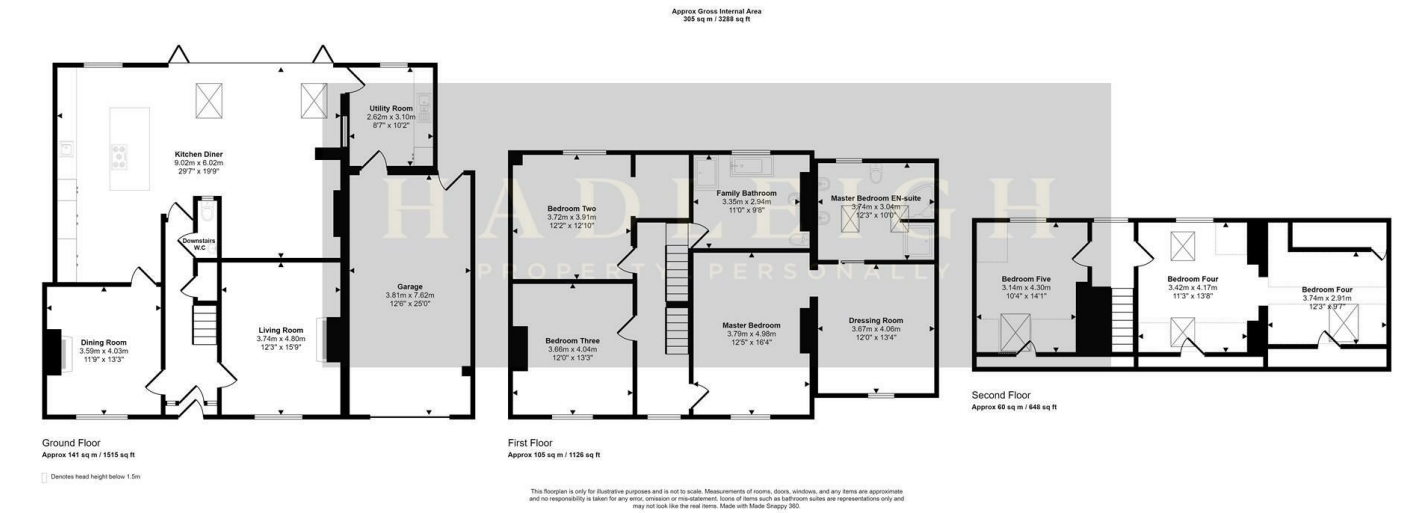 Approx Gross Internal Area
305 sq m / 3288 sq ft
Utility Room
2.62m x 3.10m
8'7" x 10'2"
Kitchen Diner
9.02m x 6.02m
29'7" x 19'9"
Downstairs
W.C
Garage
3.81m x 7.62m
12'6" x 25'0"
Living Room
3.74m x 4.80m
12'3" x 15'9"
Dining Room
3.59m x 4.03m
11'9" x 13'3"
Ground Floor
Approx 141 sq m / 1515 sq ft
Denotes head height below 1.5m
HADLEIGH
PROPERTY PERSONALLY
Bedroom Two
3.72m x 3.91m
12'2" x 12'10"
Family Bathroom
3.35m x 2.94m
11'0" x 9'8"
Master Bedroom EN-suite
3.74m x 3.04m
12'3" x 10'0"
Bedroom Three
3.66m x 4.04m
12'0" x 13'3"
Master Bedroom
3.79m x 4.98m
12'5" x 16'4"
Dressing Room
3.67m x 4.06m
12'0" x 13'4"
First Floor
Approx 105 sq m / 1126 sq ft
Bedroom Five
3.14m x 4.30m
10'4" x 14'1"
Bedroom Four
3.42m x 4.17m
11'3" x 13'8"
Bedroom Four
3.74m x 2.91m
12'3" x 9'7"
Second Floor
Approx 60 sq m / 648 sq ft
This floorplan is only for illustrative purposes and is not to scale. Measurements of rooms, doors, windows, and any items are approximate
and no responsibility is taken for any error, omission or mis-statement. Icons of items such as bathroom suites are representations only and
may not look like the real items. Made with Made Snappy 360.